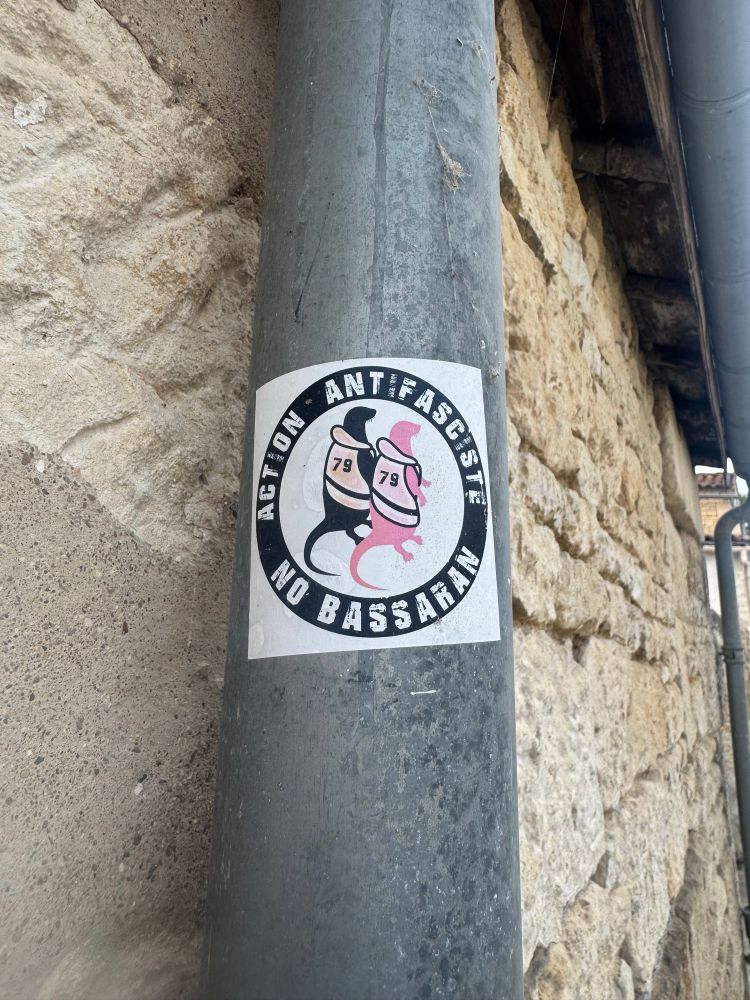 ACTION ANTIFASCISTE
79
79
NO BASSARAN